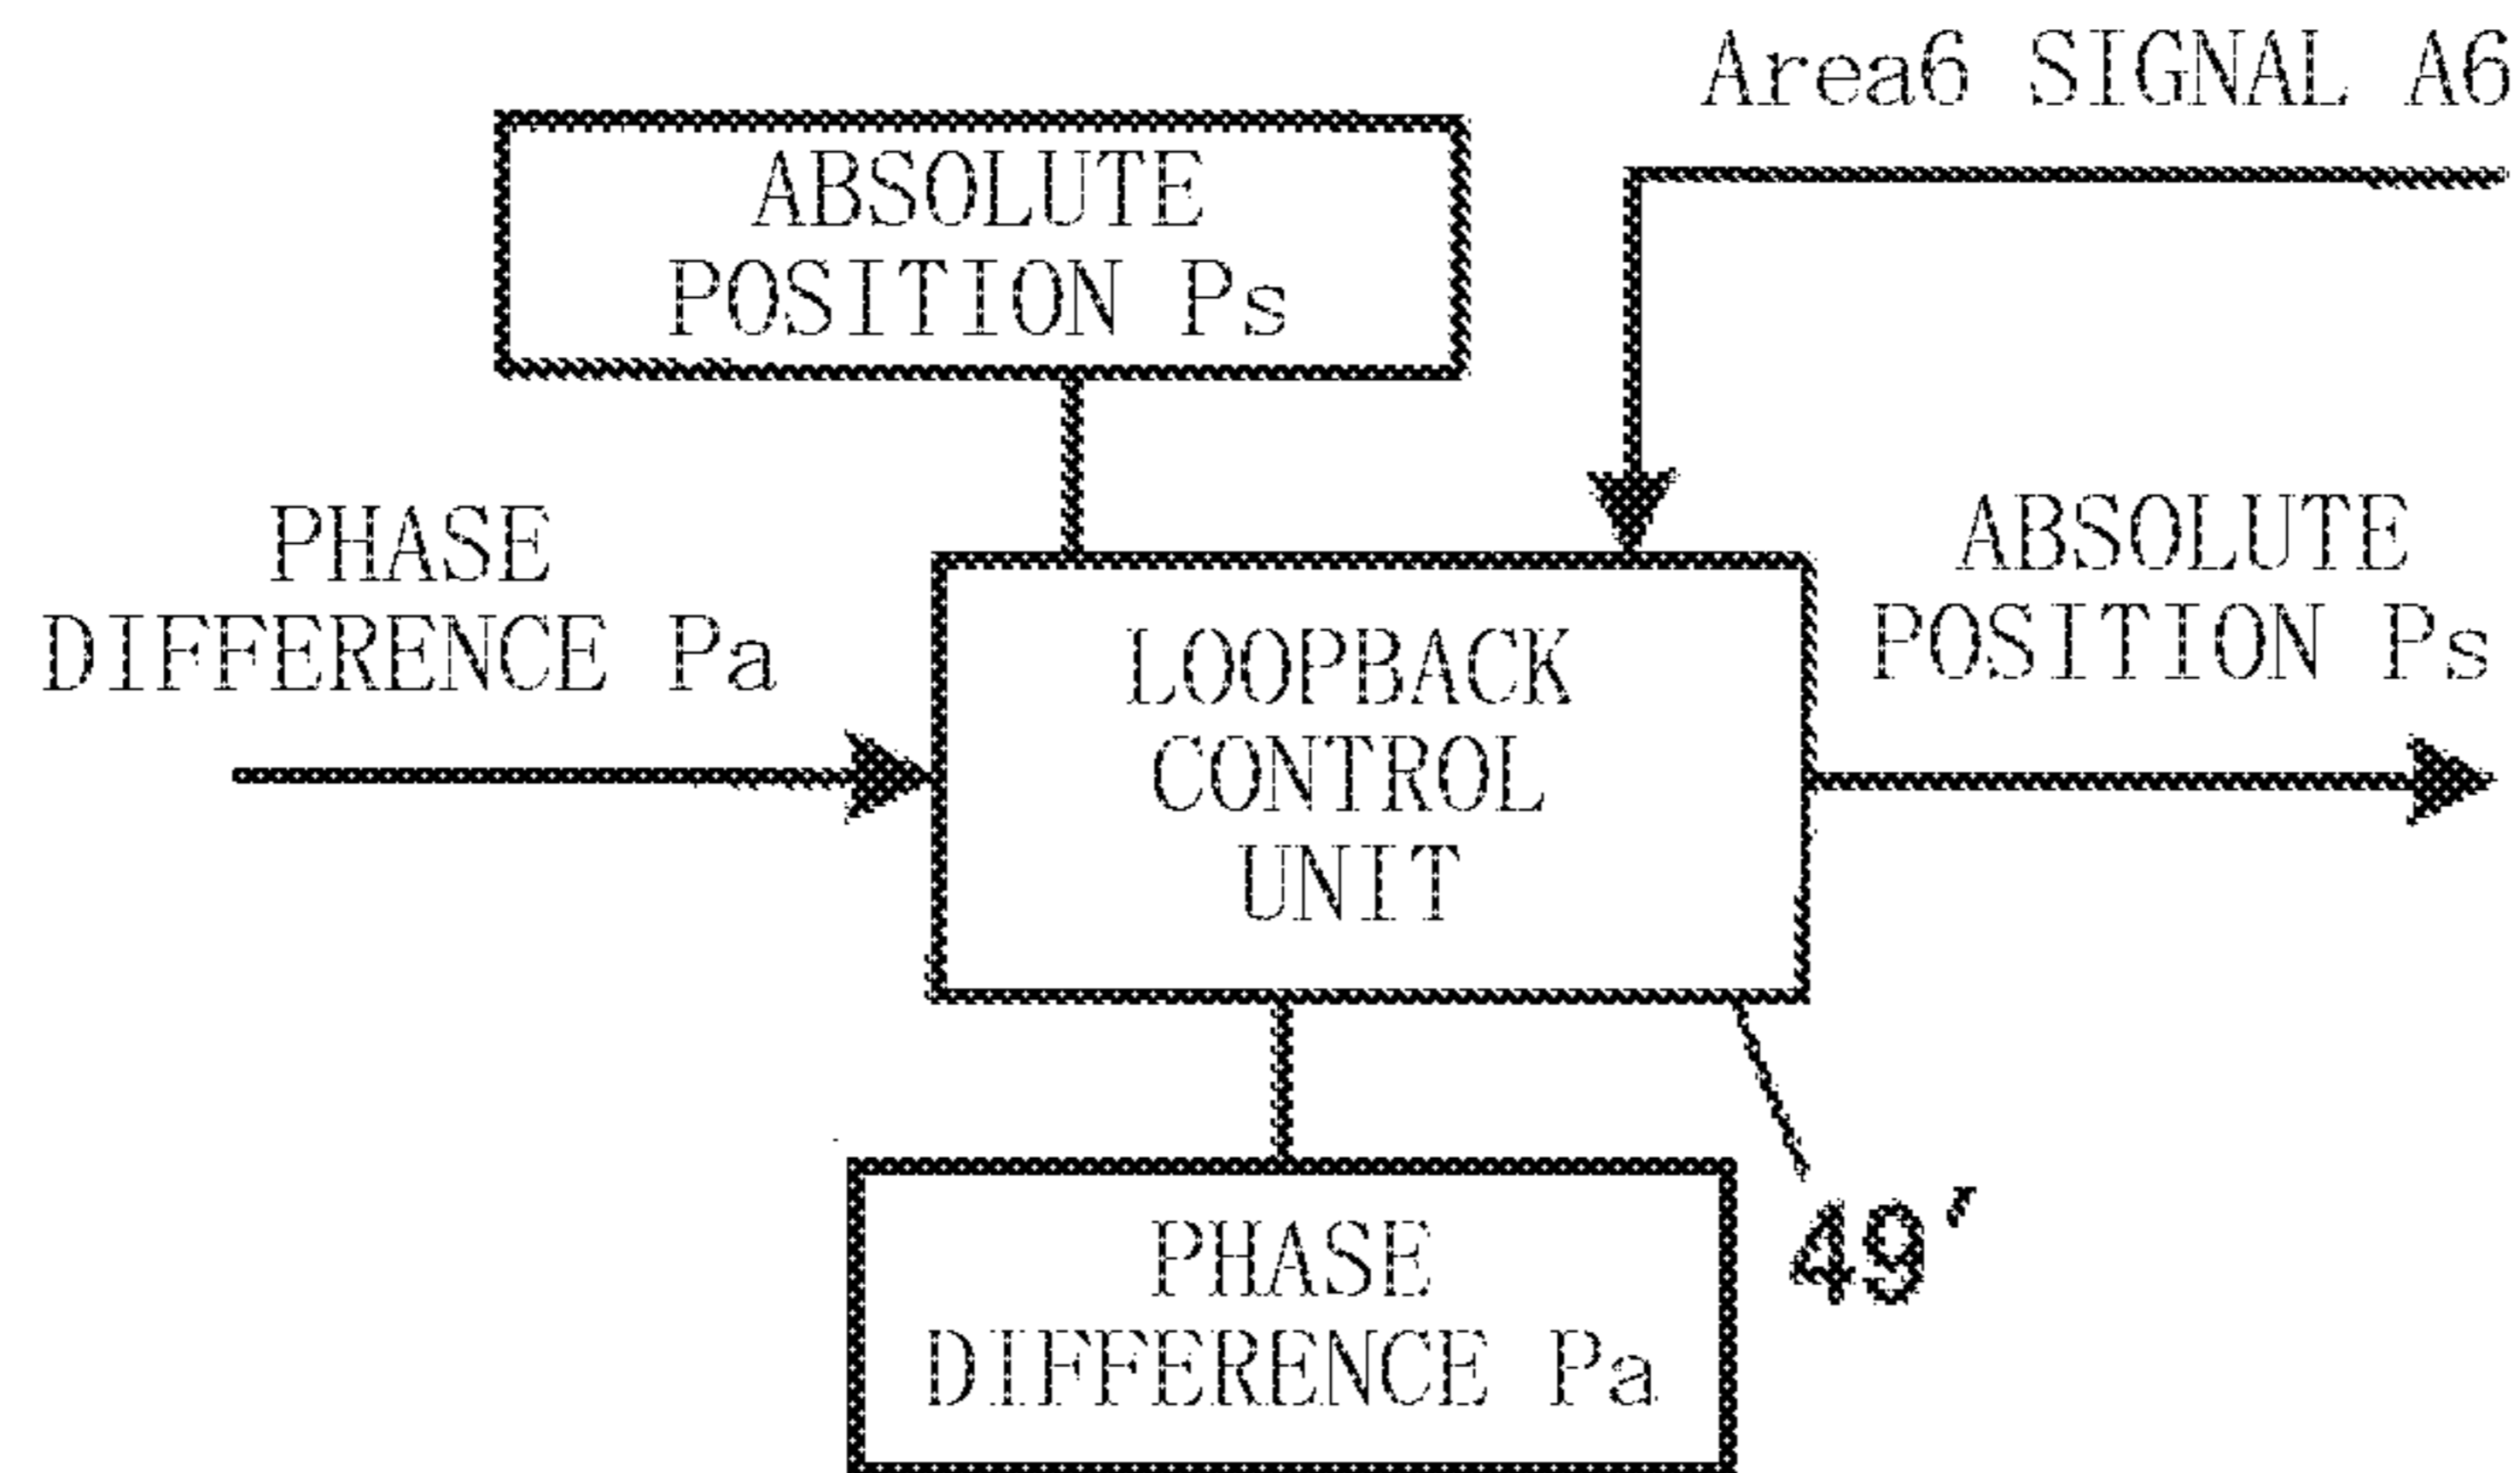 Area6 SIGNAL A6
ABSOLUTE
POSITION Ps
PHASE
DIFFERENCE Pa
ABSOLUTE
POSITION Ps
LOOPBACK
CONTROL
UNIT
PHASE
DIFFERENCE Pa
49'